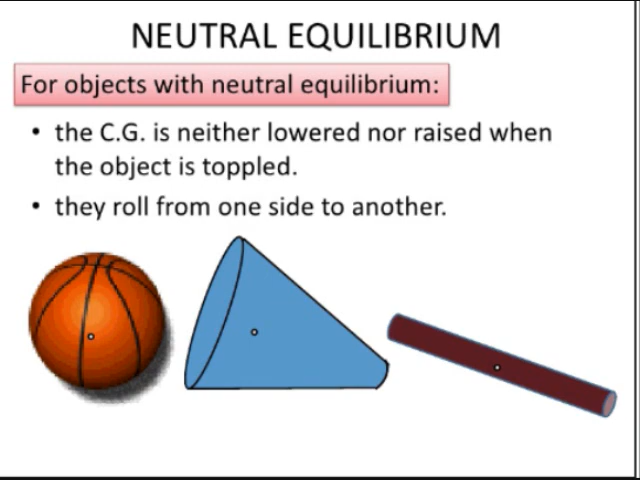 NEUTRAL EQUILIBRIUM
For objects with neutral equilibrium:
• the C.G. is neither lowered nor raised when
the object is toppled.
• they roll from one side to another.